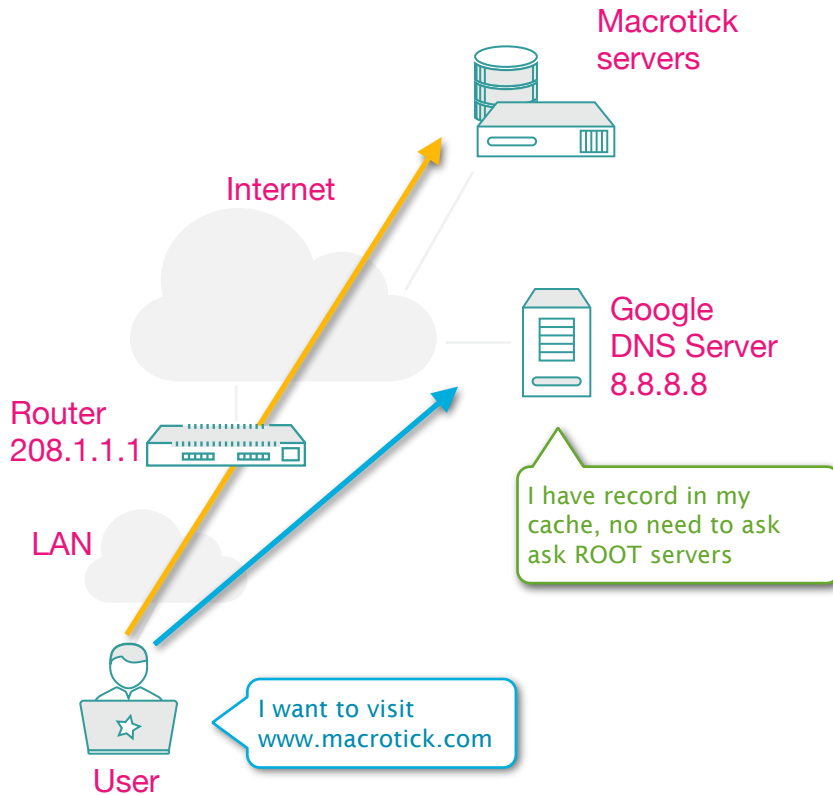 Macrotick
servers
Internet
Google
DNS Server
8.8.8.8
Router
208.1.1.1
I have record in my
cache, no need to ask
ask ROOT servers
LAN
I want to visit
www.macrotick.com
User